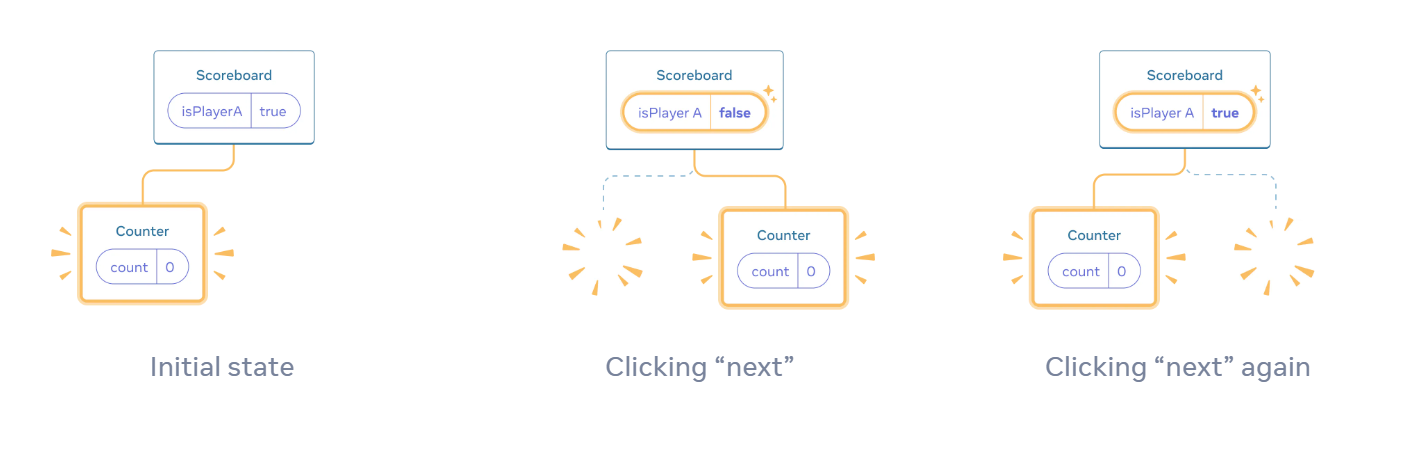 Scoreboard
isPlayerA true
Counter
count 0
Initial state
Scoreboard
isPlayer A false
Counter
count 0
Clicking “next”
Scoreboard
isPlayer A true
Counter
count 0
Clicking “next” again